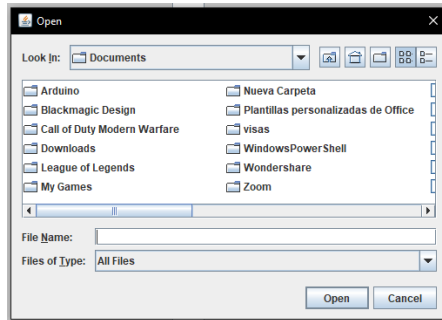 Open
Look In: Documents
Arduino
Blackmagic Design
Call of Duty Modern Warfare
Downloads
League of Legends
My Games
Nueva Carpeta
Plantillas personalizadas de Office
visas
WindowsPowerShell
Wondershare
Zoom
File Name:
Files of Type: All Files
Open Cancel